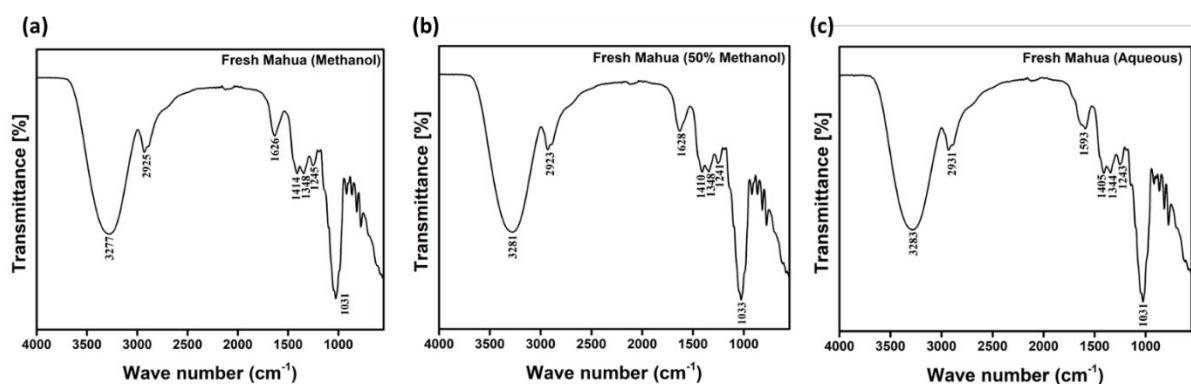 (a)
Fresh Mahua (Methanol)
Transmittance [%]
3277
2925
1626
1414
1348
1245
1031
4000 3500 3000 2500 2000 1500 1000
Wave number (cm⁻¹)
(b)
Fresh Mahua (50% Methanol)
Transmittance [%]
3281
2923
1628
1410
1348
1241
1033
4000 3500 3000 2500 2000 1500 1000
Wave number (cm⁻¹)
(c)
Fresh Mahua (Aqueous)
Transmittance [%]
3283
2931
1593
1405
1344
1243
1031
4000 3500 3000 2500 2000 1500 1000
Wave number (cm⁻¹)